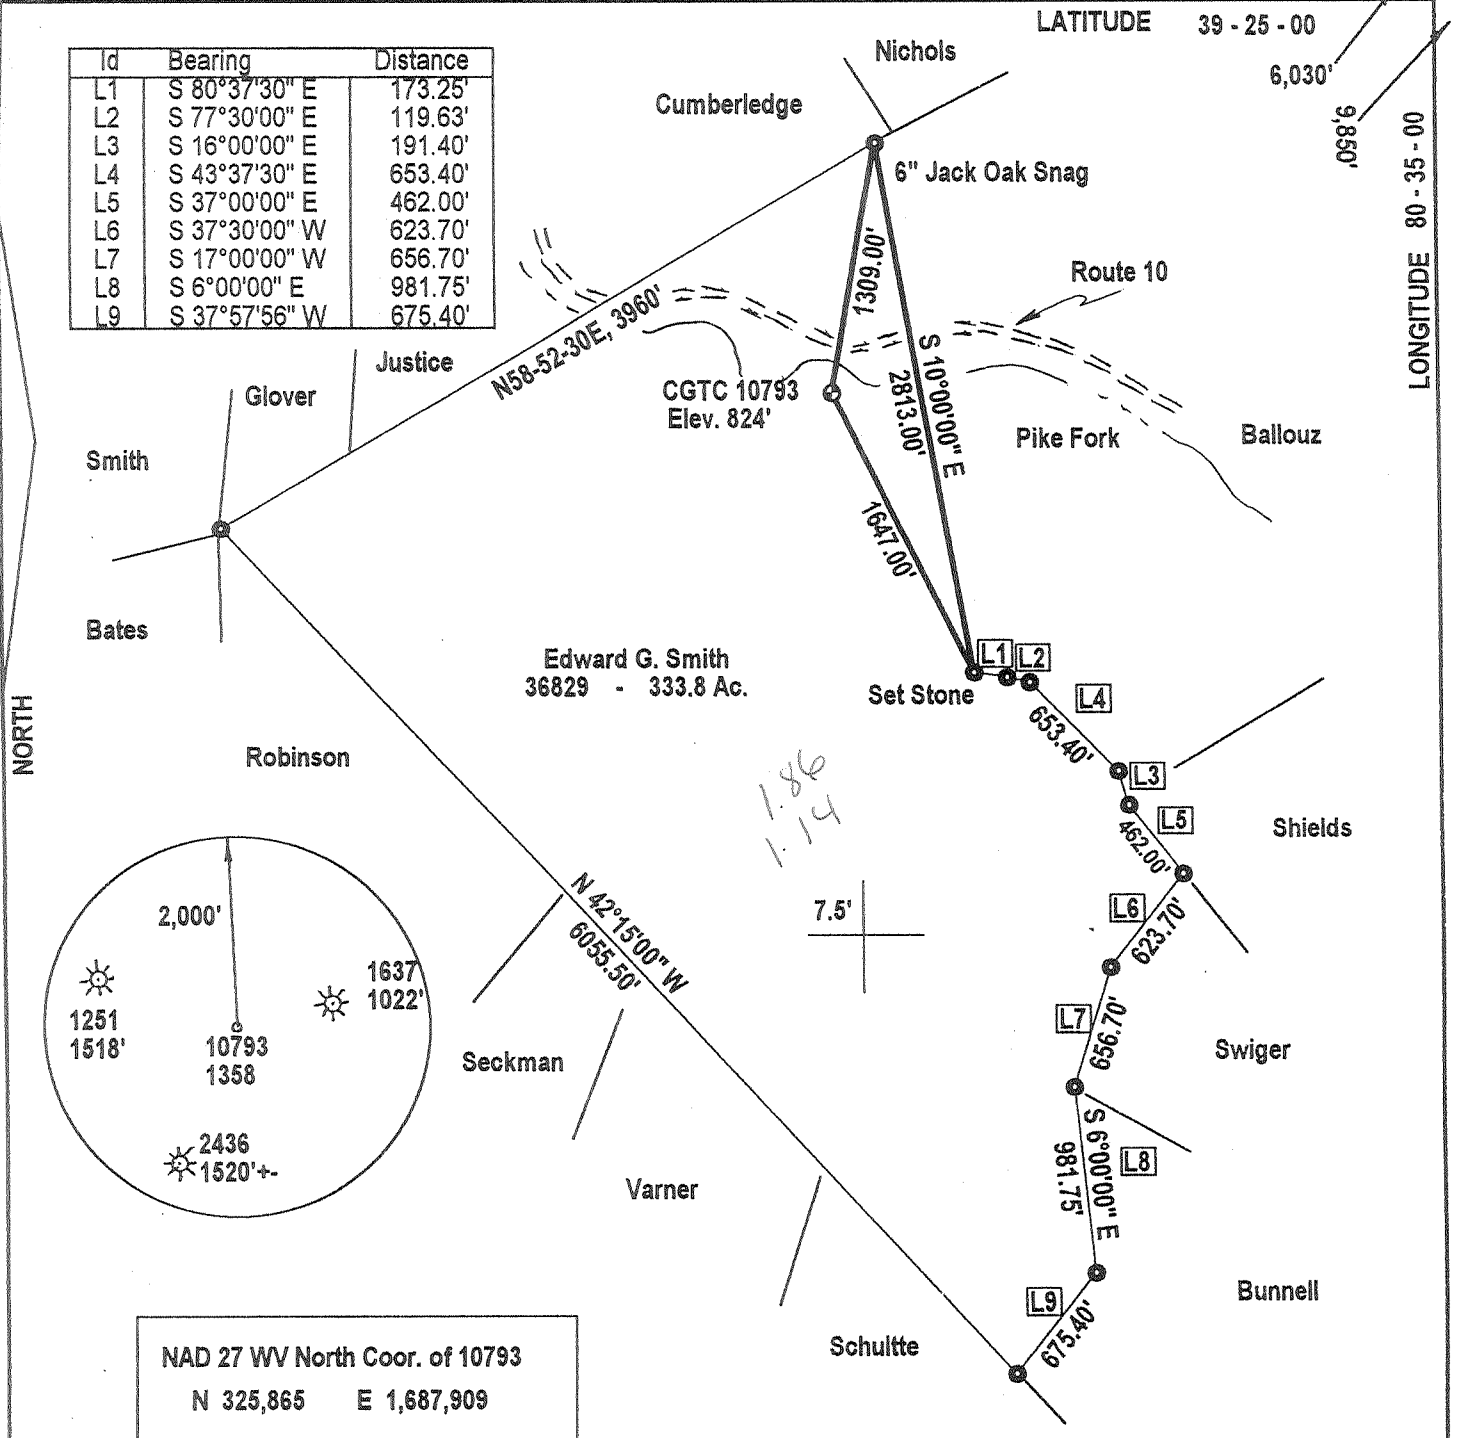 LATITUDE 39 - 25 - 00
6,030'
9,850'
LONGITUDE 80 - 35 - 00
Id Bearing Distance
L1 S 80°37'30" E 173.25'
L2 S 77°30'00" E 119.63'
L3 S 16°00'00" E 191.40'
L4 S 43°37'30" E 653.40'
L5 S 37°00'00" E 462.00'
L6 S 37°30'00" W 623.70'
L7 S 17°00'00" W 656.70'
L8 S 6°00'00" E 981.75'
L9 S 37°57'56" W 675.40'
Nichols
Cumberledge
6" Jack Oak Snag
Route 10
1309.00'
N58-52-30E, 3960'
S 10°00'00" E
2813.00'
Justice
Glover
CGTC 10793
Elev. 824'
Pike Fork
Ballouz
Smith
1647.00'
Bates
Edward G. Smith
36829 - 333.8 Ac.
Set Stone
L1
L2
L4
653.40'
NORTH
Robinson
L3
1.86
1.14
L5
462.00'
Shields
7.5'
L6
623.70'
N 42°15'00" W
6055.50'
2,000'
1637
1022'
1251
1518'
10793
1358
2436
1520'+-
Seckman
L7
656.70'
Swiger
S 6°00'00" E
981.75'
L8
Varner
Bunnell
L9
675.40'
Schultte
NAD 27 WV North Coor. of 10793
N 325,865 E 1,687,909